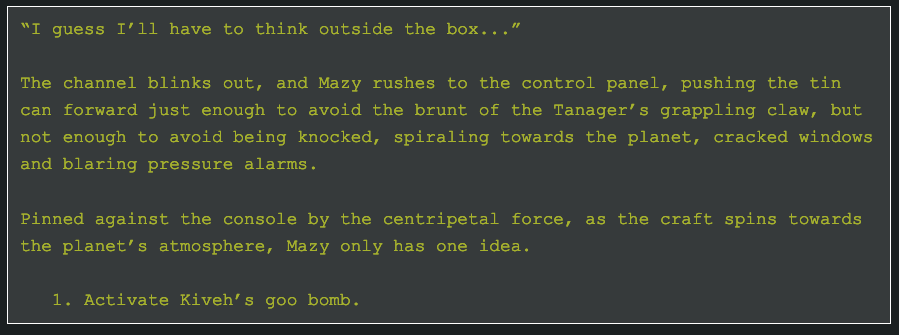 “I guess I’ll have to think outside the box...”
The channel blinks out, and Mazy rushes to the control panel, pushing the tin
can forward just enough to avoid the brunt of the Tanager’s grappling claw, but
not enough to avoid being knocked, spiraling towards the planet, cracked windows
and blaring pressure alarms.
Pinned against the console by the centripetal force, as the craft spins towards
the planet’s atmosphere, Mazy only has one idea.
1. Activate Kiveh’s goo bomb.